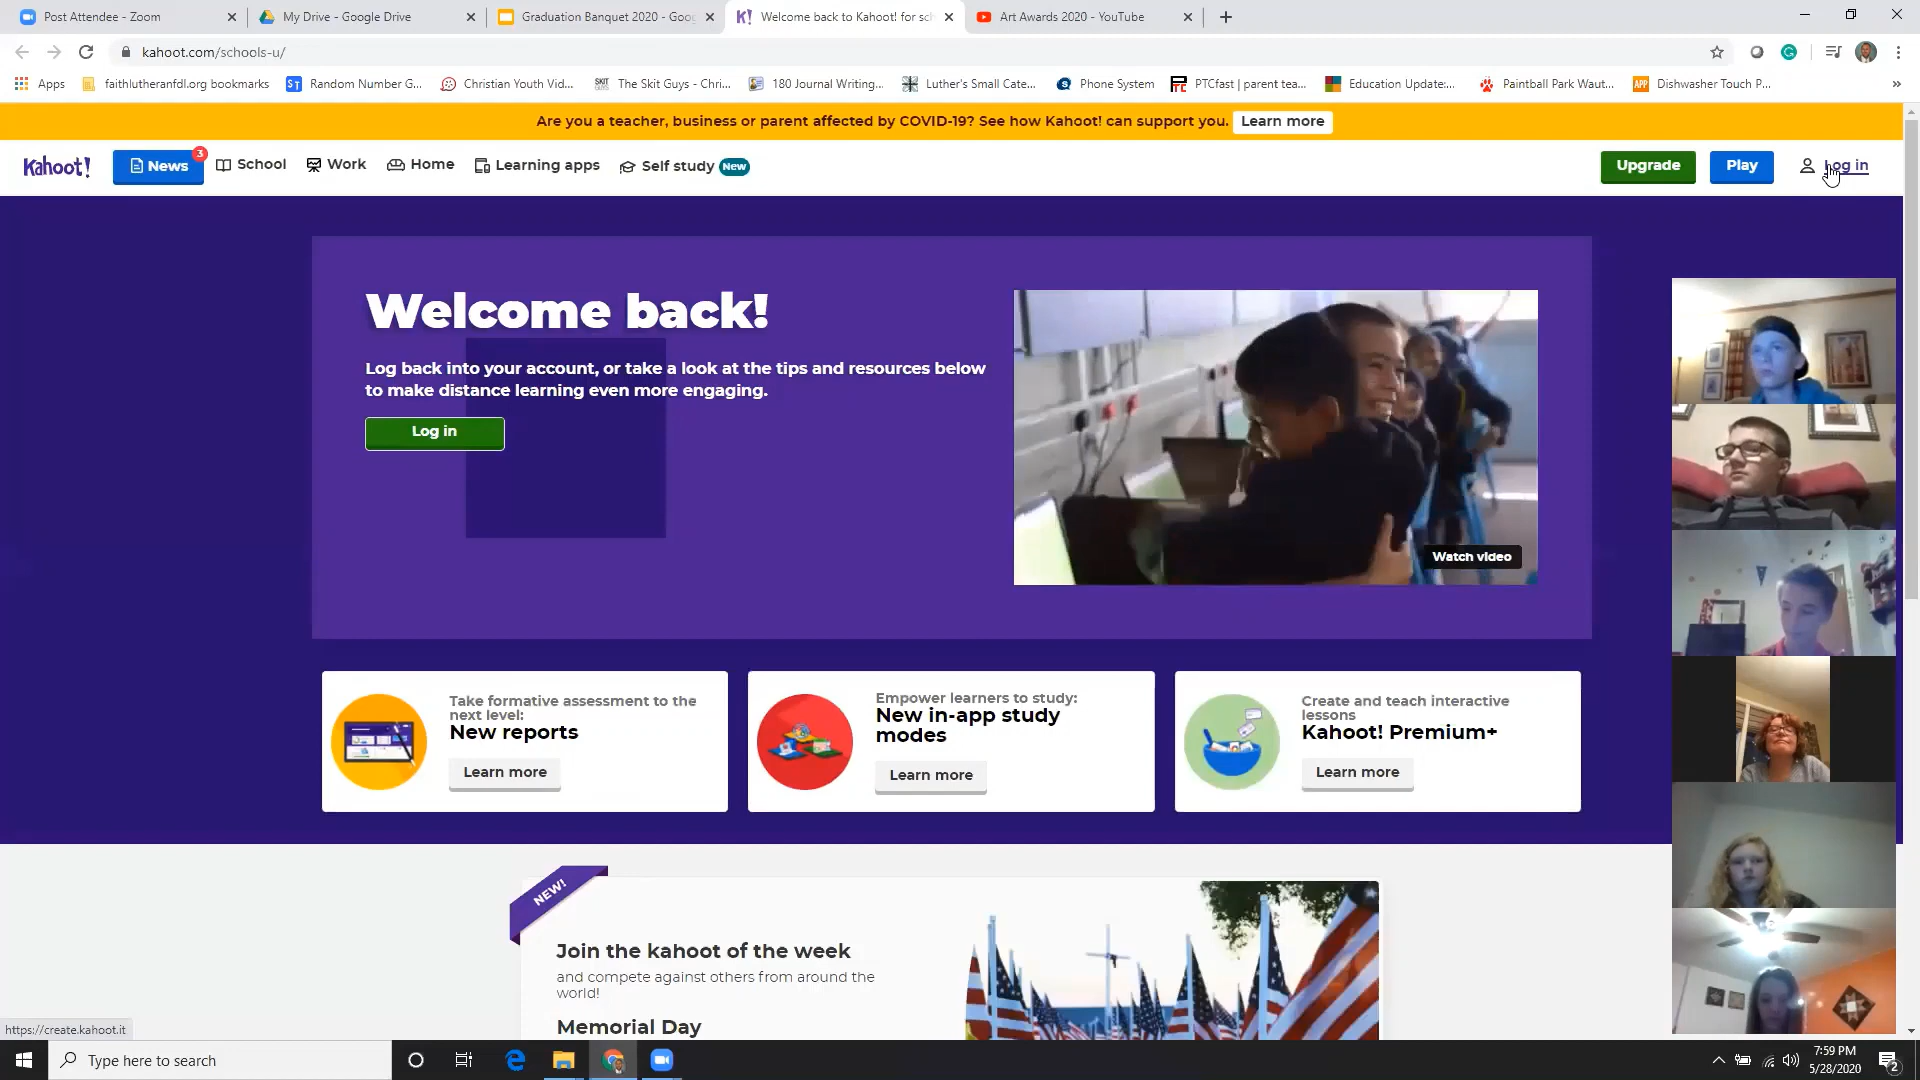 Post Attendee - Zoom
My Drive - Google Drive
Graduation Banquet 2020 - Goog
Welcome back to Kahoot! for sch
Art Awards 2020 - YouTube
kahoot.com/schools-u/
Apps
faithlutheranfdl.org bookmarks
Random Number G...
Christian Youth Vid...
The Skit Guys - Chri...
180 Journal Writing...
Luther's Small Cate...
Phone System
PTCfast | parent tea...
Education Update:...
Paintball Park Waut...
Dishwasher Touch P...
Are you a teacher, business or parent affected by COVID-19? See how Kahoot! can support you. Learn more
Kahoot!
News
3
School
Work
Home
Learning apps
Self study
New
Upgrade
Play
Log in
Welcome back!
Log back into your account, or take a look at the tips and resources below
to make distance learning even more engaging.
Log in
Watch video
Take formative assessment to the
next level:
New reports
Learn more
Empower learners to study:
New in-app study
modes
Learn more
Create and teach interactive
lessons
Kahoot! Premium+
Learn more
NEW!
Join the kahoot of the week
and compete against others from around the
world!
Memorial Day
https://create.kahoot.it
Type here to search
7:59 PM
5/28/2020
2